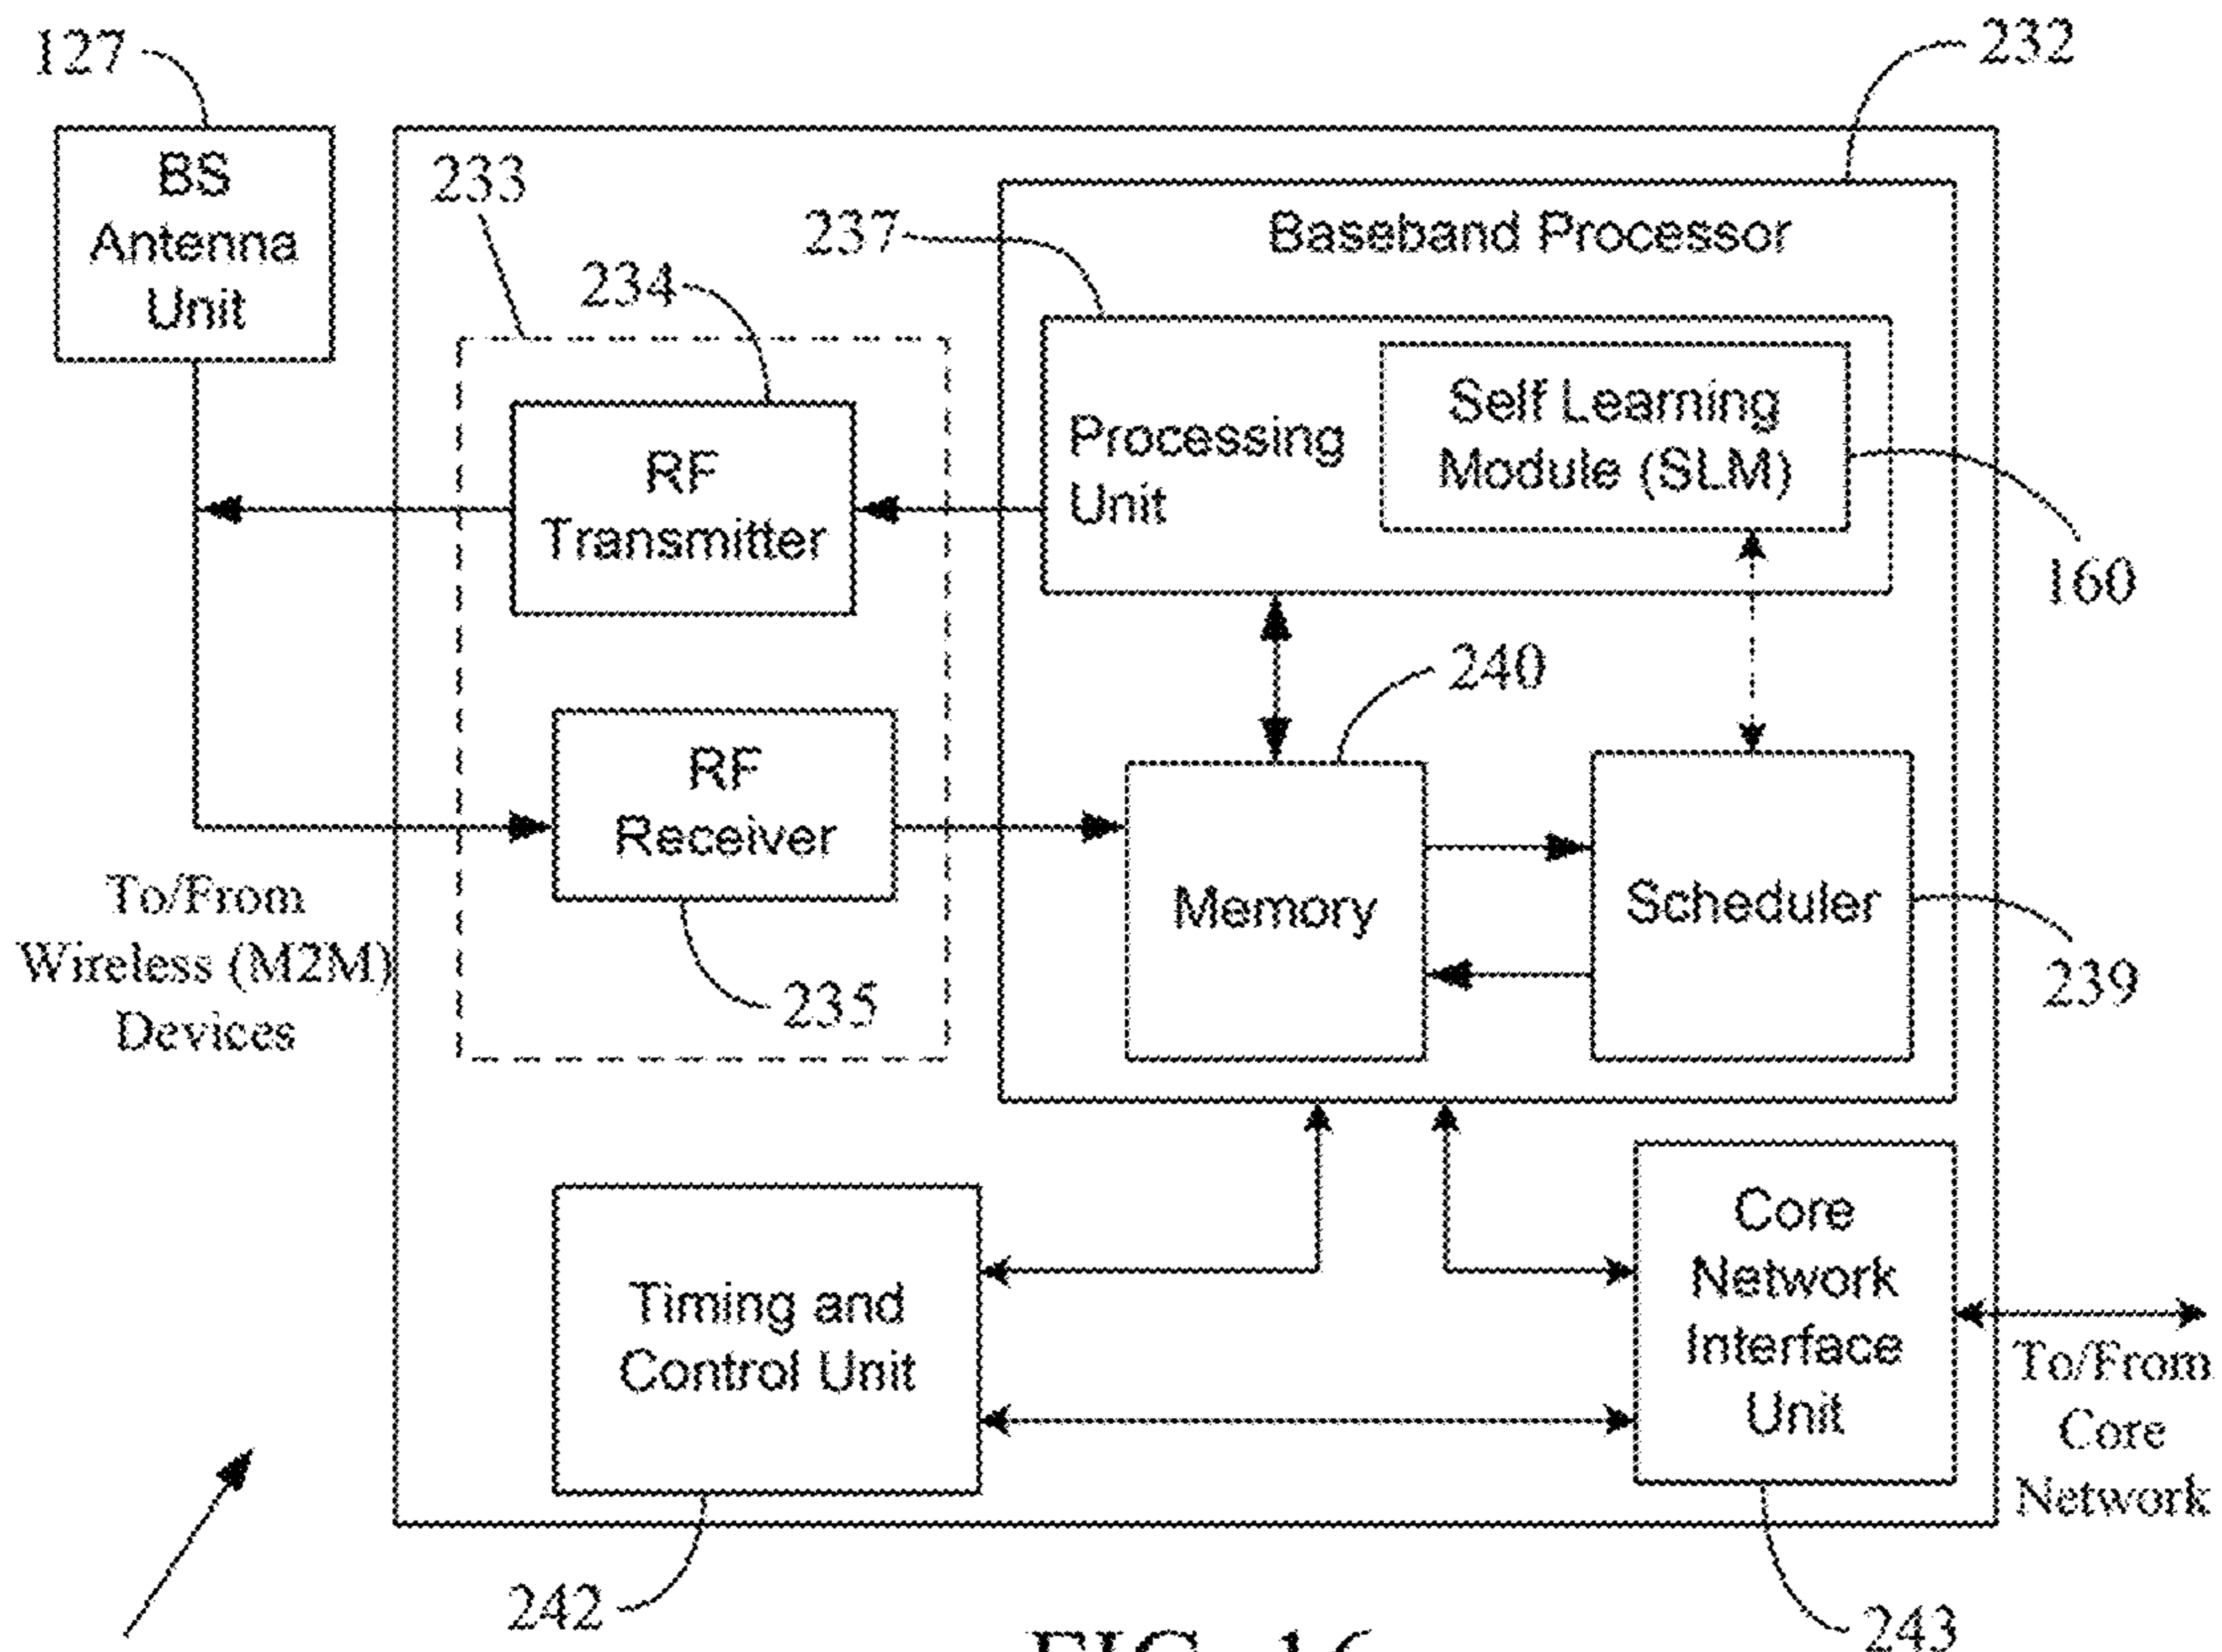 127
232
BS
Antenna
Unit
233
237
Baseband Processor
234
Self Learning
Module (SLM)
Processing
Unit
RF
Transmitter
160
240
RF
Receiver
Memory
Scheduler
To/From
Wireless (M2M)
Devices
235
239
Core
Network
Interface
Unit
Timing and
Control Unit
To/From
Core
Network
242
243
FIG. 16